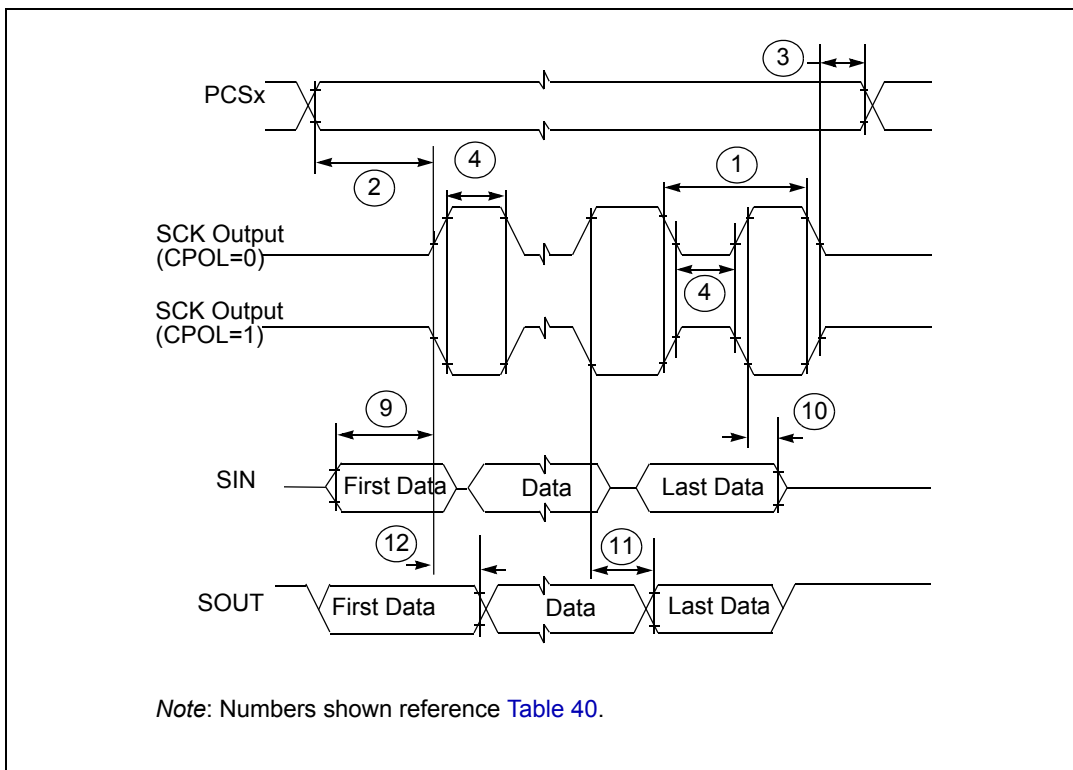 3
PCSx
2
4
1
SCK Output
(CPOL=0)
4
SCK Output
(CPOL=1)
9
10
SIN
First Data
Data
Last Data
12
11
SOUT
First Data
Data
Last Data
Note: Numbers shown reference Table 40.